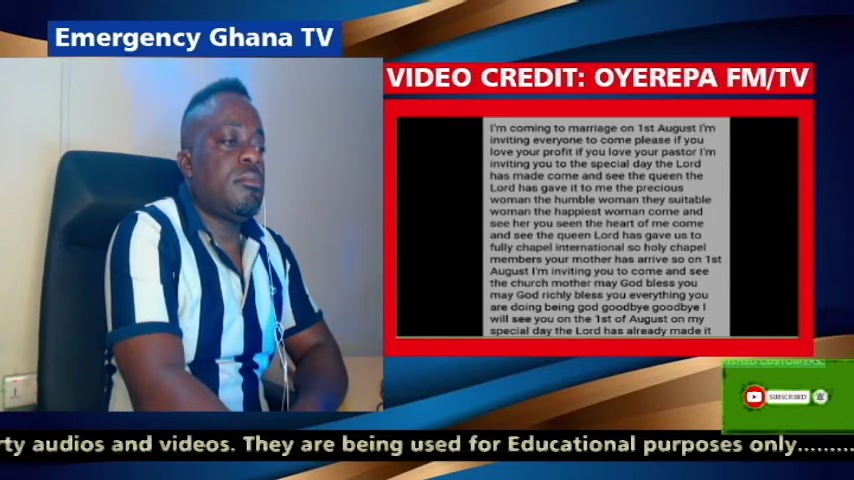 Emergency Ghana TV
VIDEO CREDIT: OYEREPA FM/TV
I'm coming to marriage on 1st August I'm
inviting everyone to come please if you
love your profit if you love your pastor I'm
inviting you to the special day the Lord
has made come and see the queen the
Lord has gave it to me the precious
woman the humble woman they suitable
woman the happiest woman come and
see her you seen the heart of me come
and see the queen Lord has gave us to
fully chapel international so holy chapel
members your mother has arrive so on 1st
August I'm inviting you to come and see
the church mother may God bless you
may God richly bless you everything you
are doing being god goodbye goodbye I
will see you on the 1st of August on my
special day the Lord has already made it
SUBSCRIBED
rty audios and videos. They are being used for Educational purposes only.........